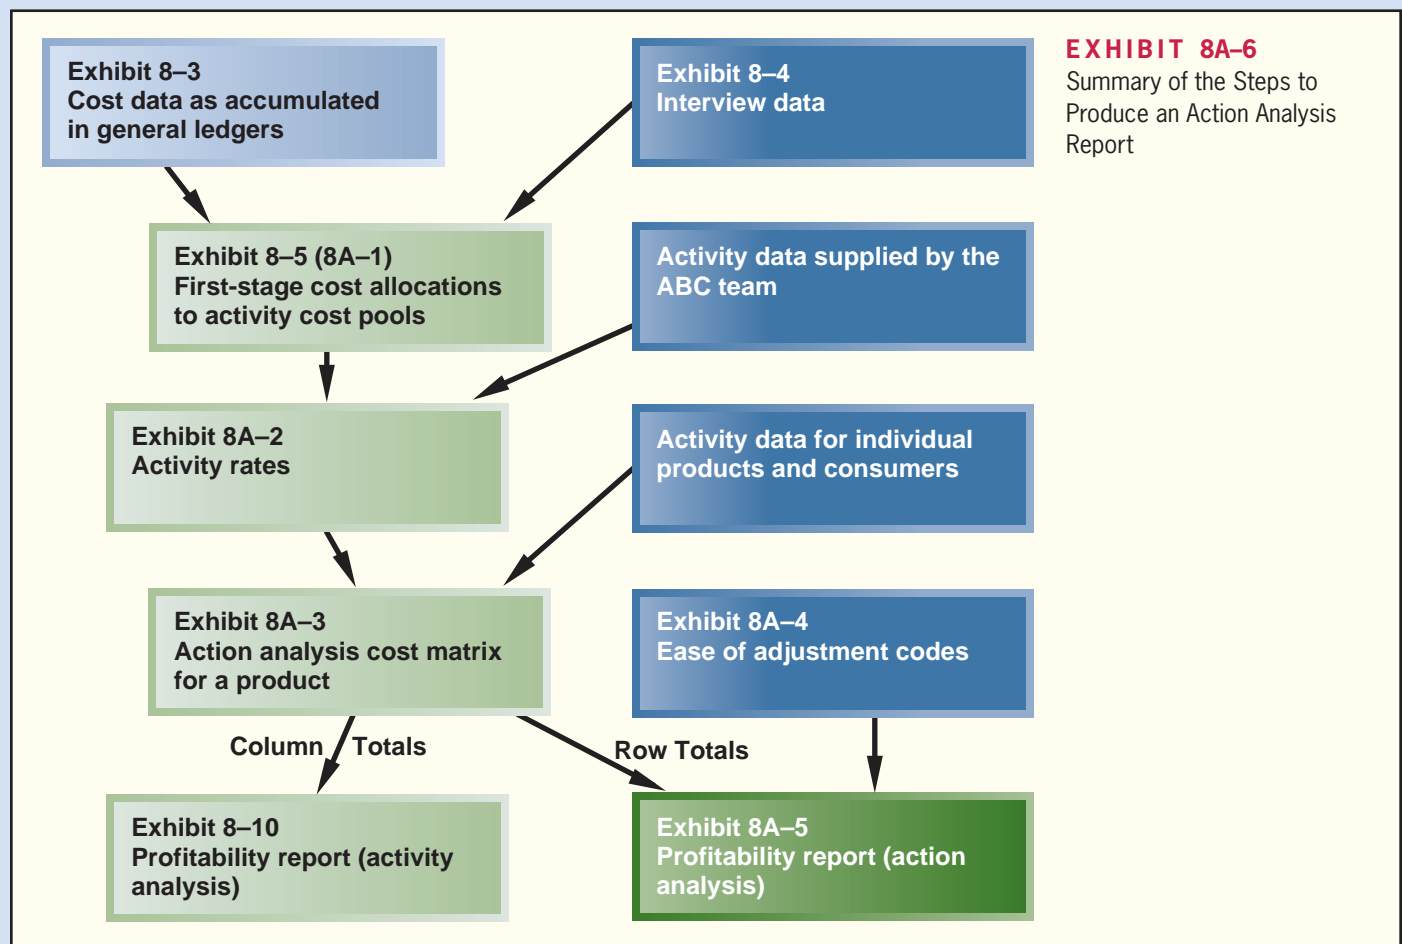 Exhibit 8–3
Cost data as accumulated
in general ledgers
Exhibit 8–4
Interview data
EXHIBIT 8A–6
Summary of the Steps to
Produce an Action Analysis
Report
Exhibit 8–5 (8A–1)
First-stage cost allocations
to activity cost pools
Activity data supplied by the
ABC team
Exhibit 8A–2
Activity rates
Activity data for individual
products and consumers
Exhibit 8A–3
Action analysis cost matrix
for a product
Exhibit 8A–4
Ease of adjustment codes
Column Totals
Row Totals
Exhibit 8–10
Profitability report (activity
analysis)
Exhibit 8A–5
Profitability report (action
analysis)